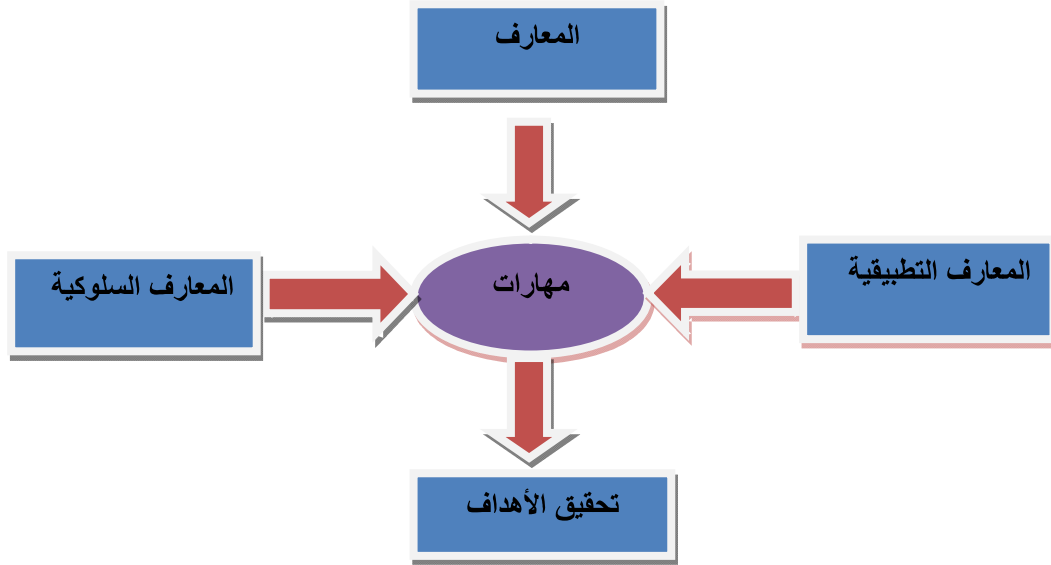 المعارف
المعارف التطبيقية
مهارات
المعارف السلوكية
تحقيق الأهداف